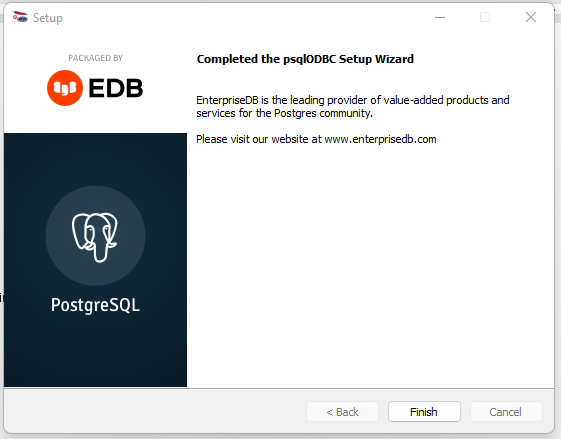 Setup
PACKAGED BY
EDB
Completed the psqlODBC Setup Wizard
EnterpriseDB is the leading provider of value-added products and
services for the Postgres community.
Please visit our website at www.enterprisedb.com
PostgreSQL
< Back
Finish
Cancel